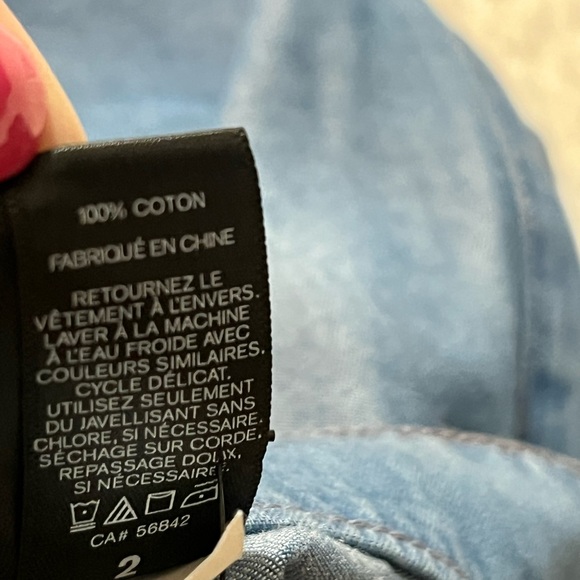 100% COTON
FABRIQUÉ EN CHINE
RETOURNEZ LE
VÊTEMENT À L'ENVERS.
LAVER À LA MACHINE
À L'EAU FROIDE AVEC
COULEURS SIMILAIRES.
CYCLE DÉLICAT.
UTILISEZ SEULEMENT
DU JAVELLISANT SANS
CHLORE, SI NÉCESSAIRE.
SÉCHAGE SUR CORDE.
REPASSAGE DOUX,
SI NÉCESSAIRE.
CA# 56842
2